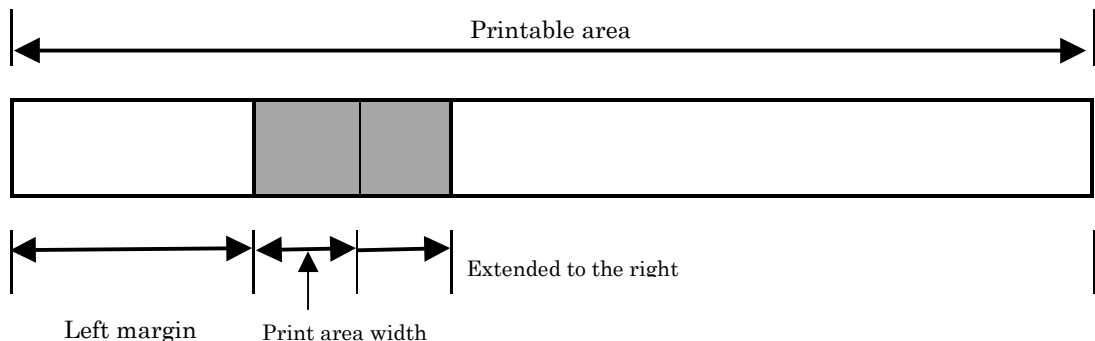 Printable area
Extended to the right
Left margin
Print area width